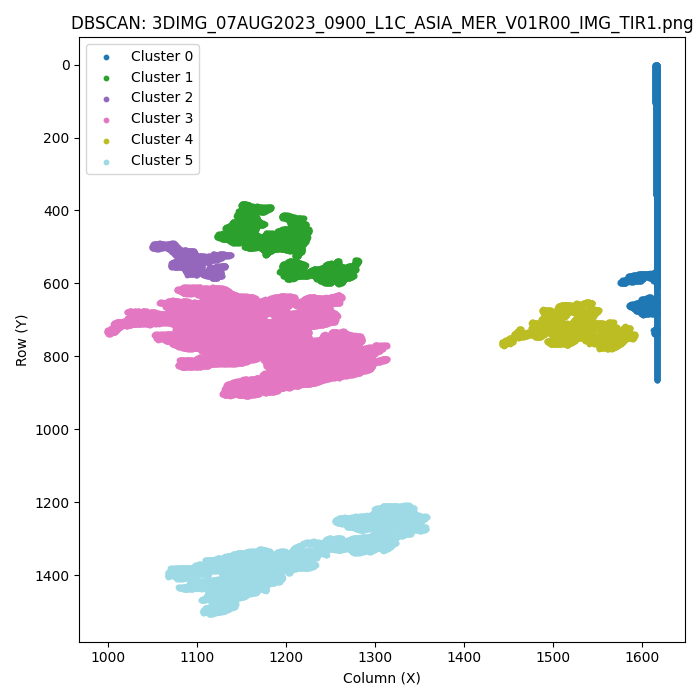 DBSCAN: 3DIMG_07AUG2023_0900_L1C_ASIA_MER_V01R00_IMG_TIR1.png
Cluster 0
Cluster 1
Cluster 2
Cluster 3
Cluster 4
Cluster 5
Row (Y)
0
200
400
600
800
1000
1200
1400
1000 1100 1200 1300 1400 1500 1600
Column (X)